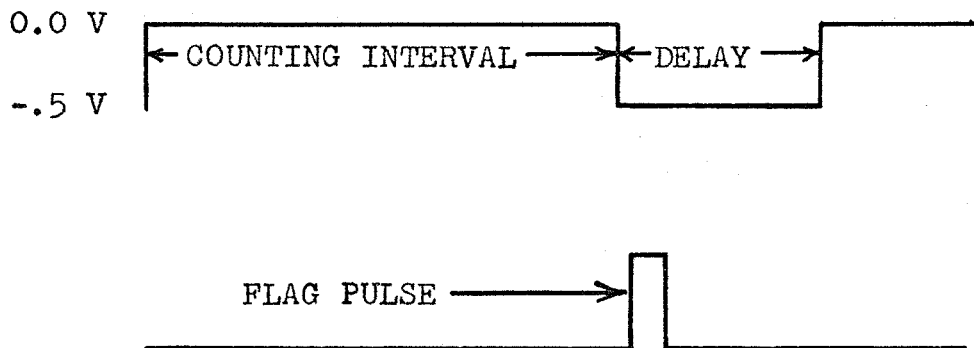 0.0 V
COUNTING INTERVAL
DELAY
-.5 V
FLAG PULSE